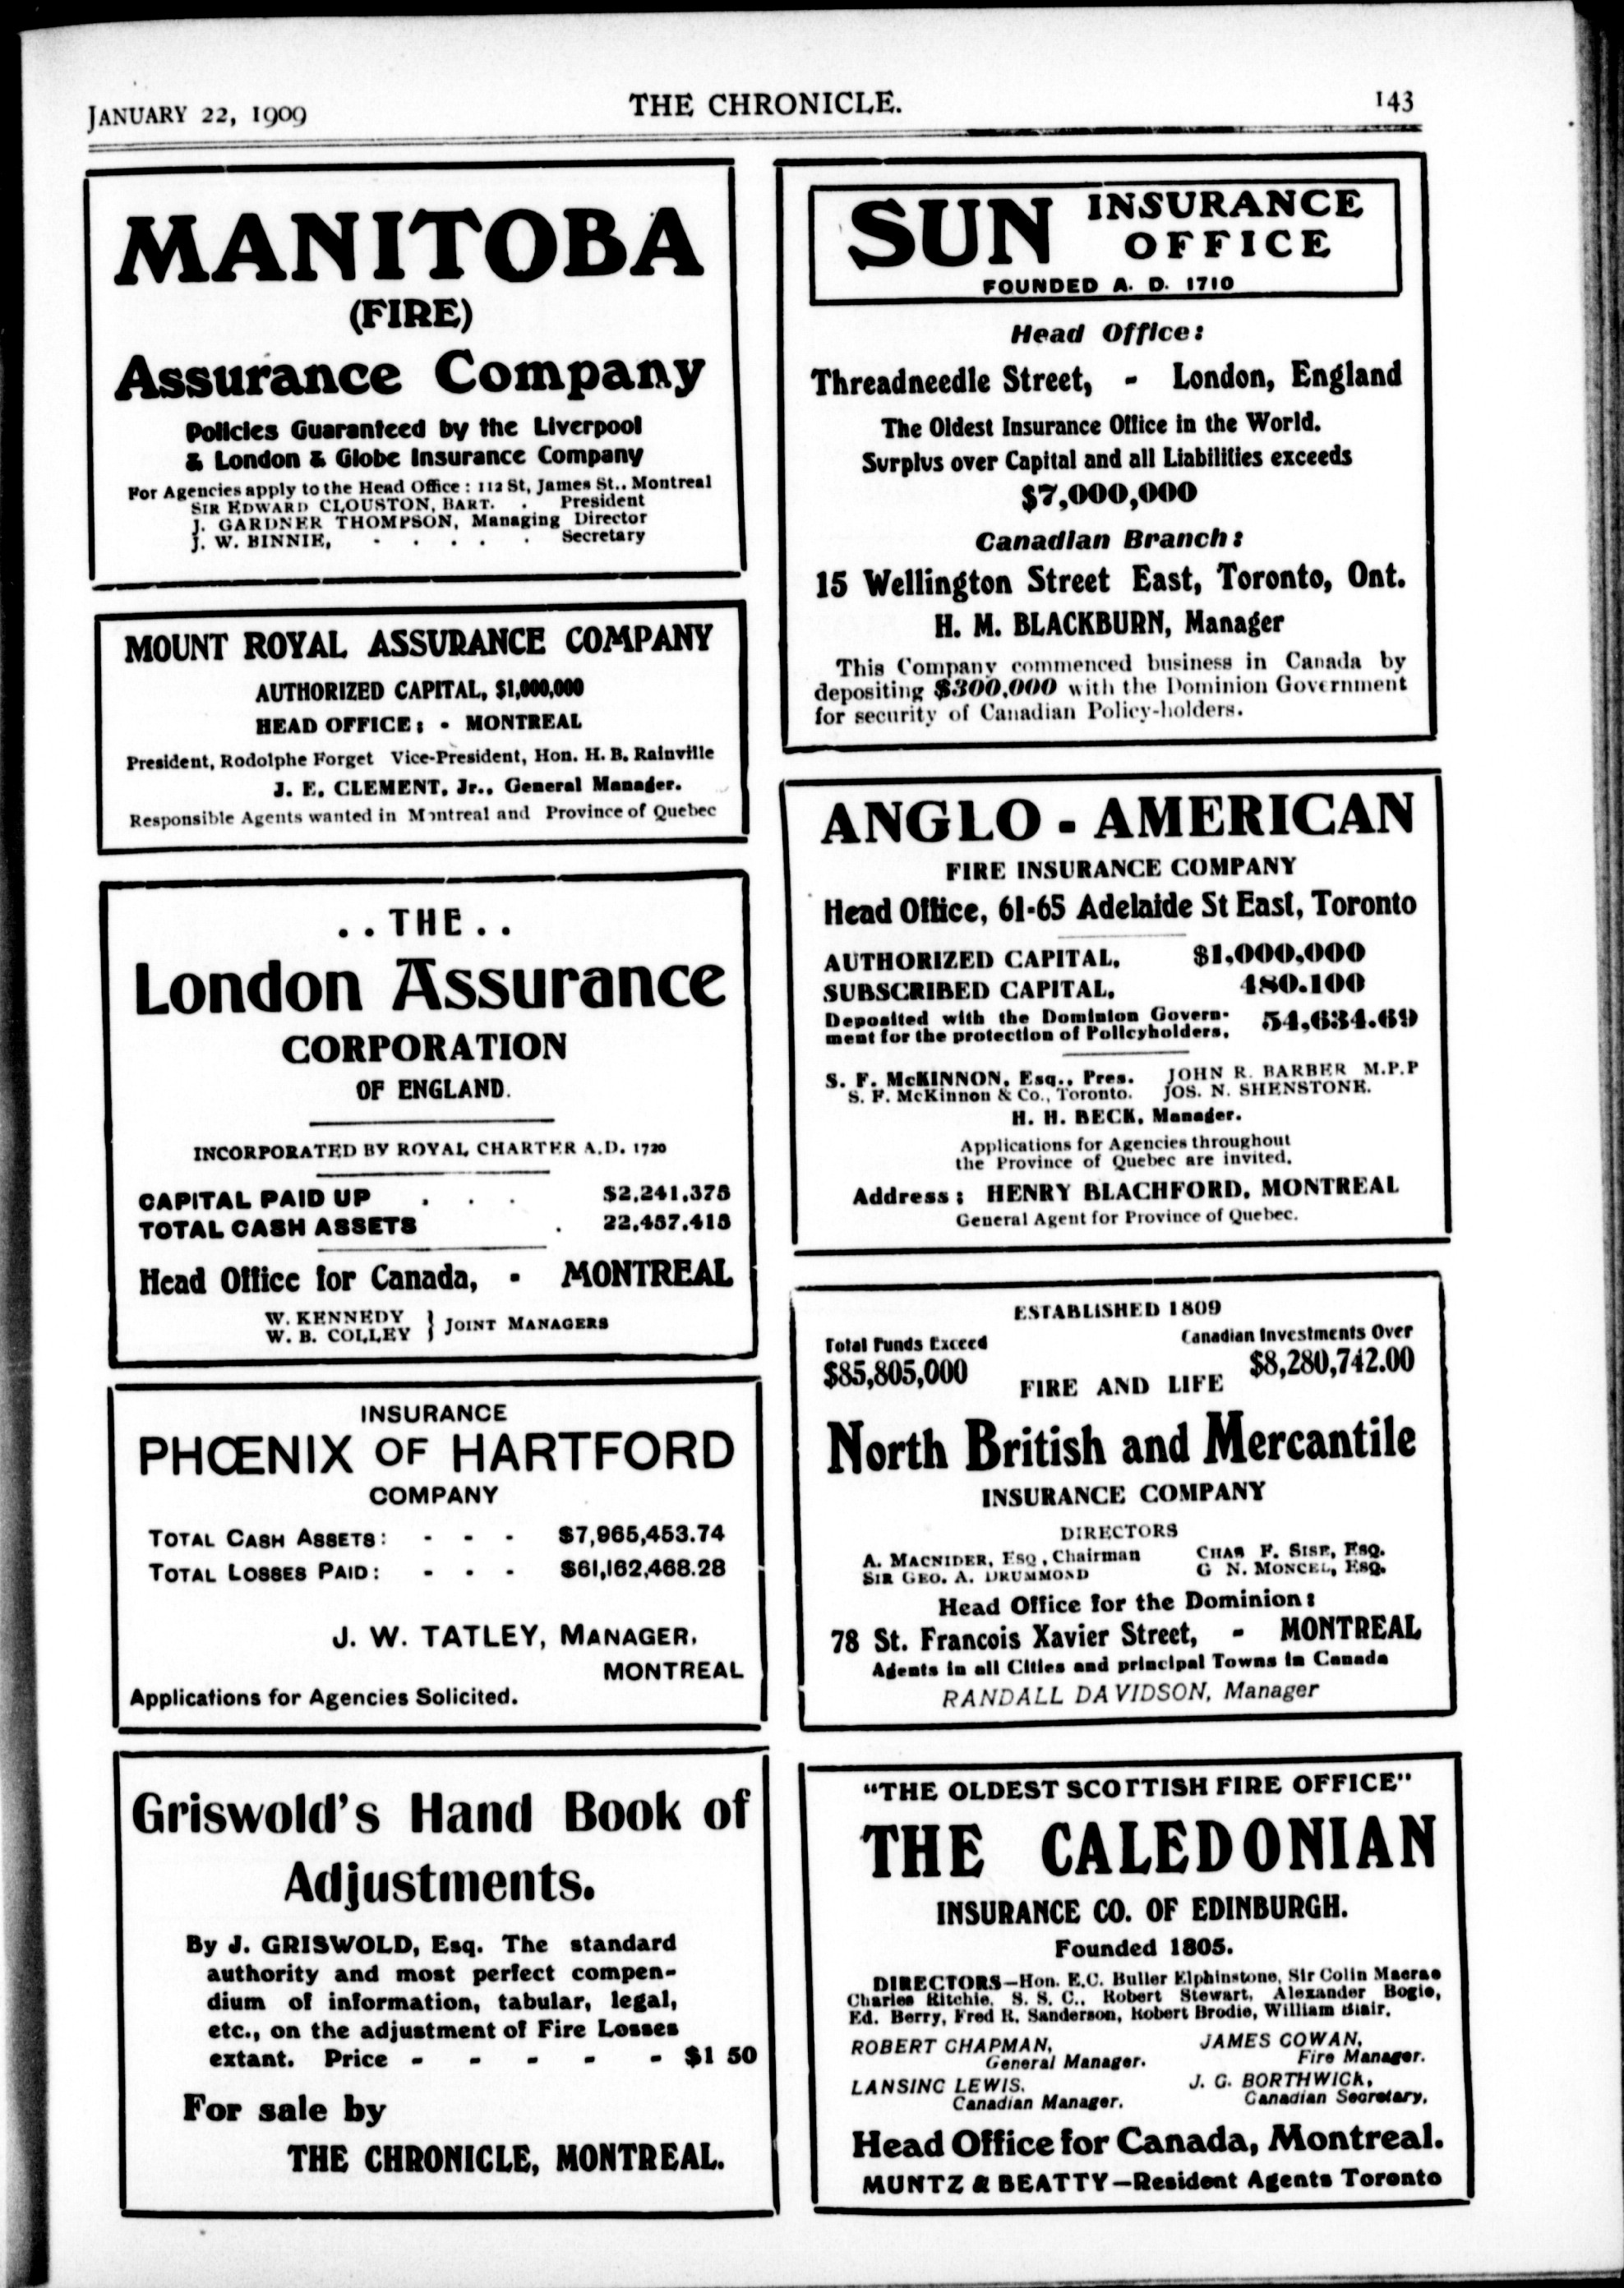 JANUARY 22, 1909
THE CHRONICLE.
143
MANITOBA
(FIRE)
Assurance Company
Policies Guaranteed by the Liverpool
& London & Globe Insurance Company
For Agencies apply to the Head Office : 112 St, James St.. Montreal
SIR EDWARD CLOUSTON, BART. . President
J. GARDNER THOMPSON, Managing Director
J. W. BINNIE, - . . . . Secretary
MOUNT ROYAL ASSURANCE COMPANY
AUTHORIZED CAPITAL, $1,000,000
HEAD OFFICE; - MONTREAL
President, Rodolphe Forget Vice-President, Hon. H. B. Rainville
J. E. CLEMENT, Jr., General Manager.
Responsible Agents wanted in Montreal and Province of Quebec
. . THE . .
London Assurance
CORPORATION
OF ENGLAND.
INCORPORATED BY ROYAL CHARTER A.D. 1720
CAPITAL PAID UP . . . $2,241,375
TOTAL CASH ASSETS . 22,457,415
Head Office for Canada, - MONTREAL
W. KENNEDY
W. B. COLLEY } JOINT MANAGERS
INSURANCE
PHŒNIX OF HARTFORD
COMPANY
TOTAL CASH ASSETS: - - - $7,965,453.74
TOTAL LOSSES PAID: - - - $61,162,468.28
J. W. TATLEY, MANAGER,
MONTREAL
Applications for Agencies Solicited.
Griswold's Hand Book of
Adjustments.
By J. GRISWOLD, Esq. The standard
authority and most perfect compen-
dium of information, tabular, legal,
etc., on the adjustment of Fire Losses
extant. Price - - - - - $1 50
For sale by
THE CHRONICLE, MONTREAL.
SUN INSURANCE
OFFICE
FOUNDED A. D. 1710
Head Office:
Threadneedle Street, - London, England
The Oldest Insurance Office in the World.
Surplus over Capital and all Liabilities exceeds
$7,000,000
Canadian Branch:
15 Wellington Street East, Toronto, Ont.
H. M. BLACKBURN, Manager
This Company commenced business in Canada by
depositing $300,000 with the Dominion Government
for security of Canadian Policy-holders.
ANGLO - AMERICAN
FIRE INSURANCE COMPANY
Head Office, 61-65 Adelaide St East, Toronto
AUTHORIZED CAPITAL, $1,000,000
SUBSCRIBED CAPITAL, 480,100
Deposited with the Dominion Govern-
ment for the protection of Policyholders, 54,634.69
S. F. McKINNON, Esq., Pres. JOHN R. BARBER M.P.P
S. F. McKinnon & Co., Toronto. JOS. N. SHENSTONE.
H. H. BECK, Manager.
Applications for Agencies throughout
the Province of Quebec are invited.
Address : HENRY BLACHFORD, MONTREAL
General Agent for Province of Quebec.
ESTABLISHED 1809
Total Funds Exceed Canadian Investments Over
$85,805,000 $8,280,742.00
FIRE AND LIFE
North British and Mercantile
INSURANCE COMPANY
DIRECTORS
A. MACNIDER, ESQ, Chairman CHAS F. SISE, ESQ.
SIR GEO. A. DRUMMOND G N. MONCEL, ESQ.
Head Office for the Dominion:
78 St. Francois Xavier Street, - MONTREAL
Agents in all Cities and principal Towns in Canada
RANDALL DAVIDSON, Manager
"THE OLDEST SCOTTISH FIRE OFFICE"
THE CALEDONIAN
INSURANCE CO. OF EDINBURGH.
Founded 1805.
DIRECTORS—Hon. E.C. Buller Elphinstone, Sir Colin Macrae
Charles Ritchie, S. S. C., Robert Stewart, Alexander Bogie,
Ed. Berry, Fred R. Sanderson, Robert Brodie, William Blair.
ROBERT CHAPMAN, JAMES COWAN,
General Manager. Fire Manager.
LANSING LEWIS, J. G. BORTHWICK,
Canadian Manager. Canadian Secretary.
Head Office for Canada, Montreal.
MUNTZ & BEATTY—Resident Agents Toronto